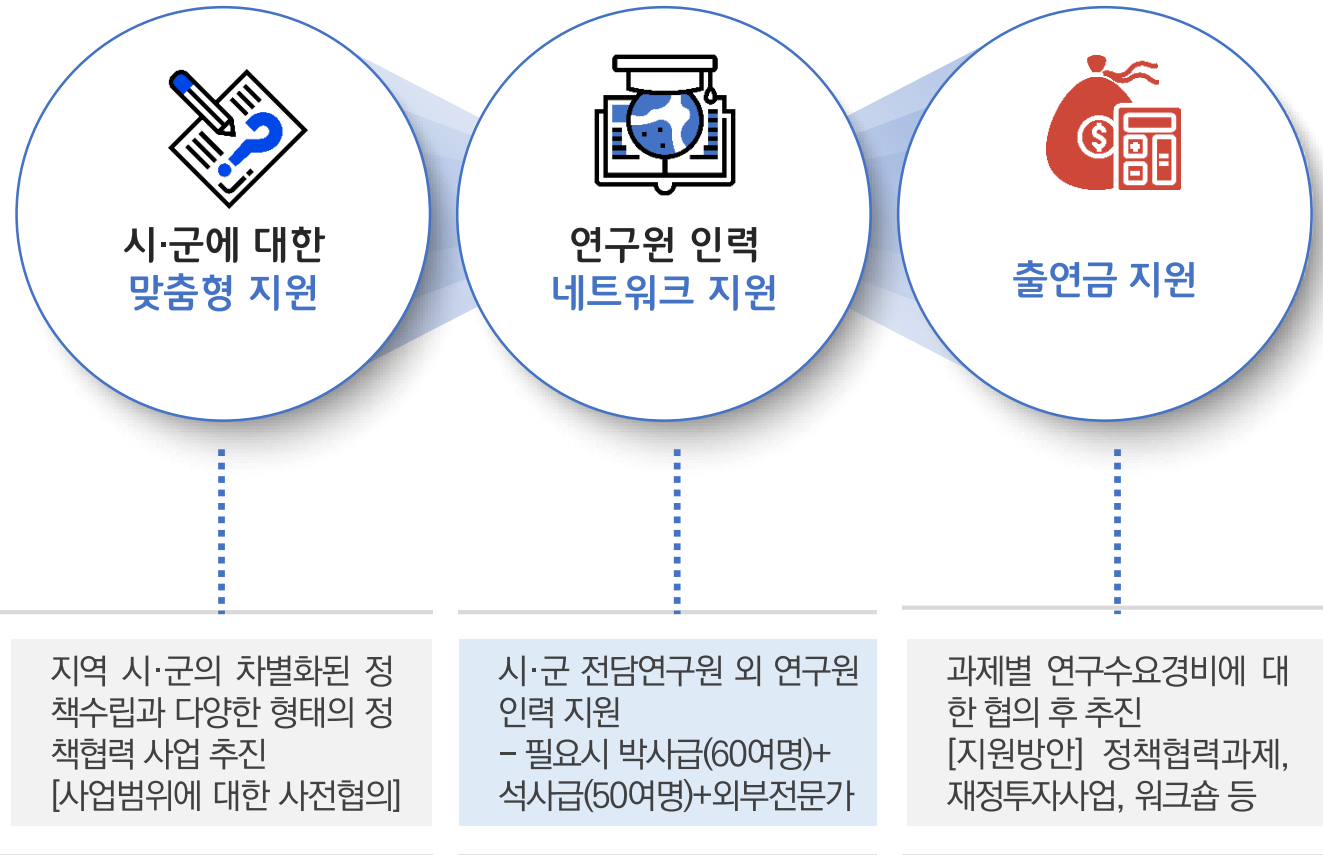 시·군에 대한
맞춤형 지원
연구원 인력
네트워크 지원
출연금 지원
지역 시·군의 차별화된 정
책수립과 다양한 형태의 정
책협력 사업 추진
[사업범위에 대한 사전협의]
시·군 전담연구원 외 연구원
인력 지원
– 필요시 박사급(60여명)+
석사급(50여명)+외부전문가
과제별 연구수요경비에 대
한 협의 후 추진
[지원방안] 정책협력과제,
재정투자사업, 워크숍 등